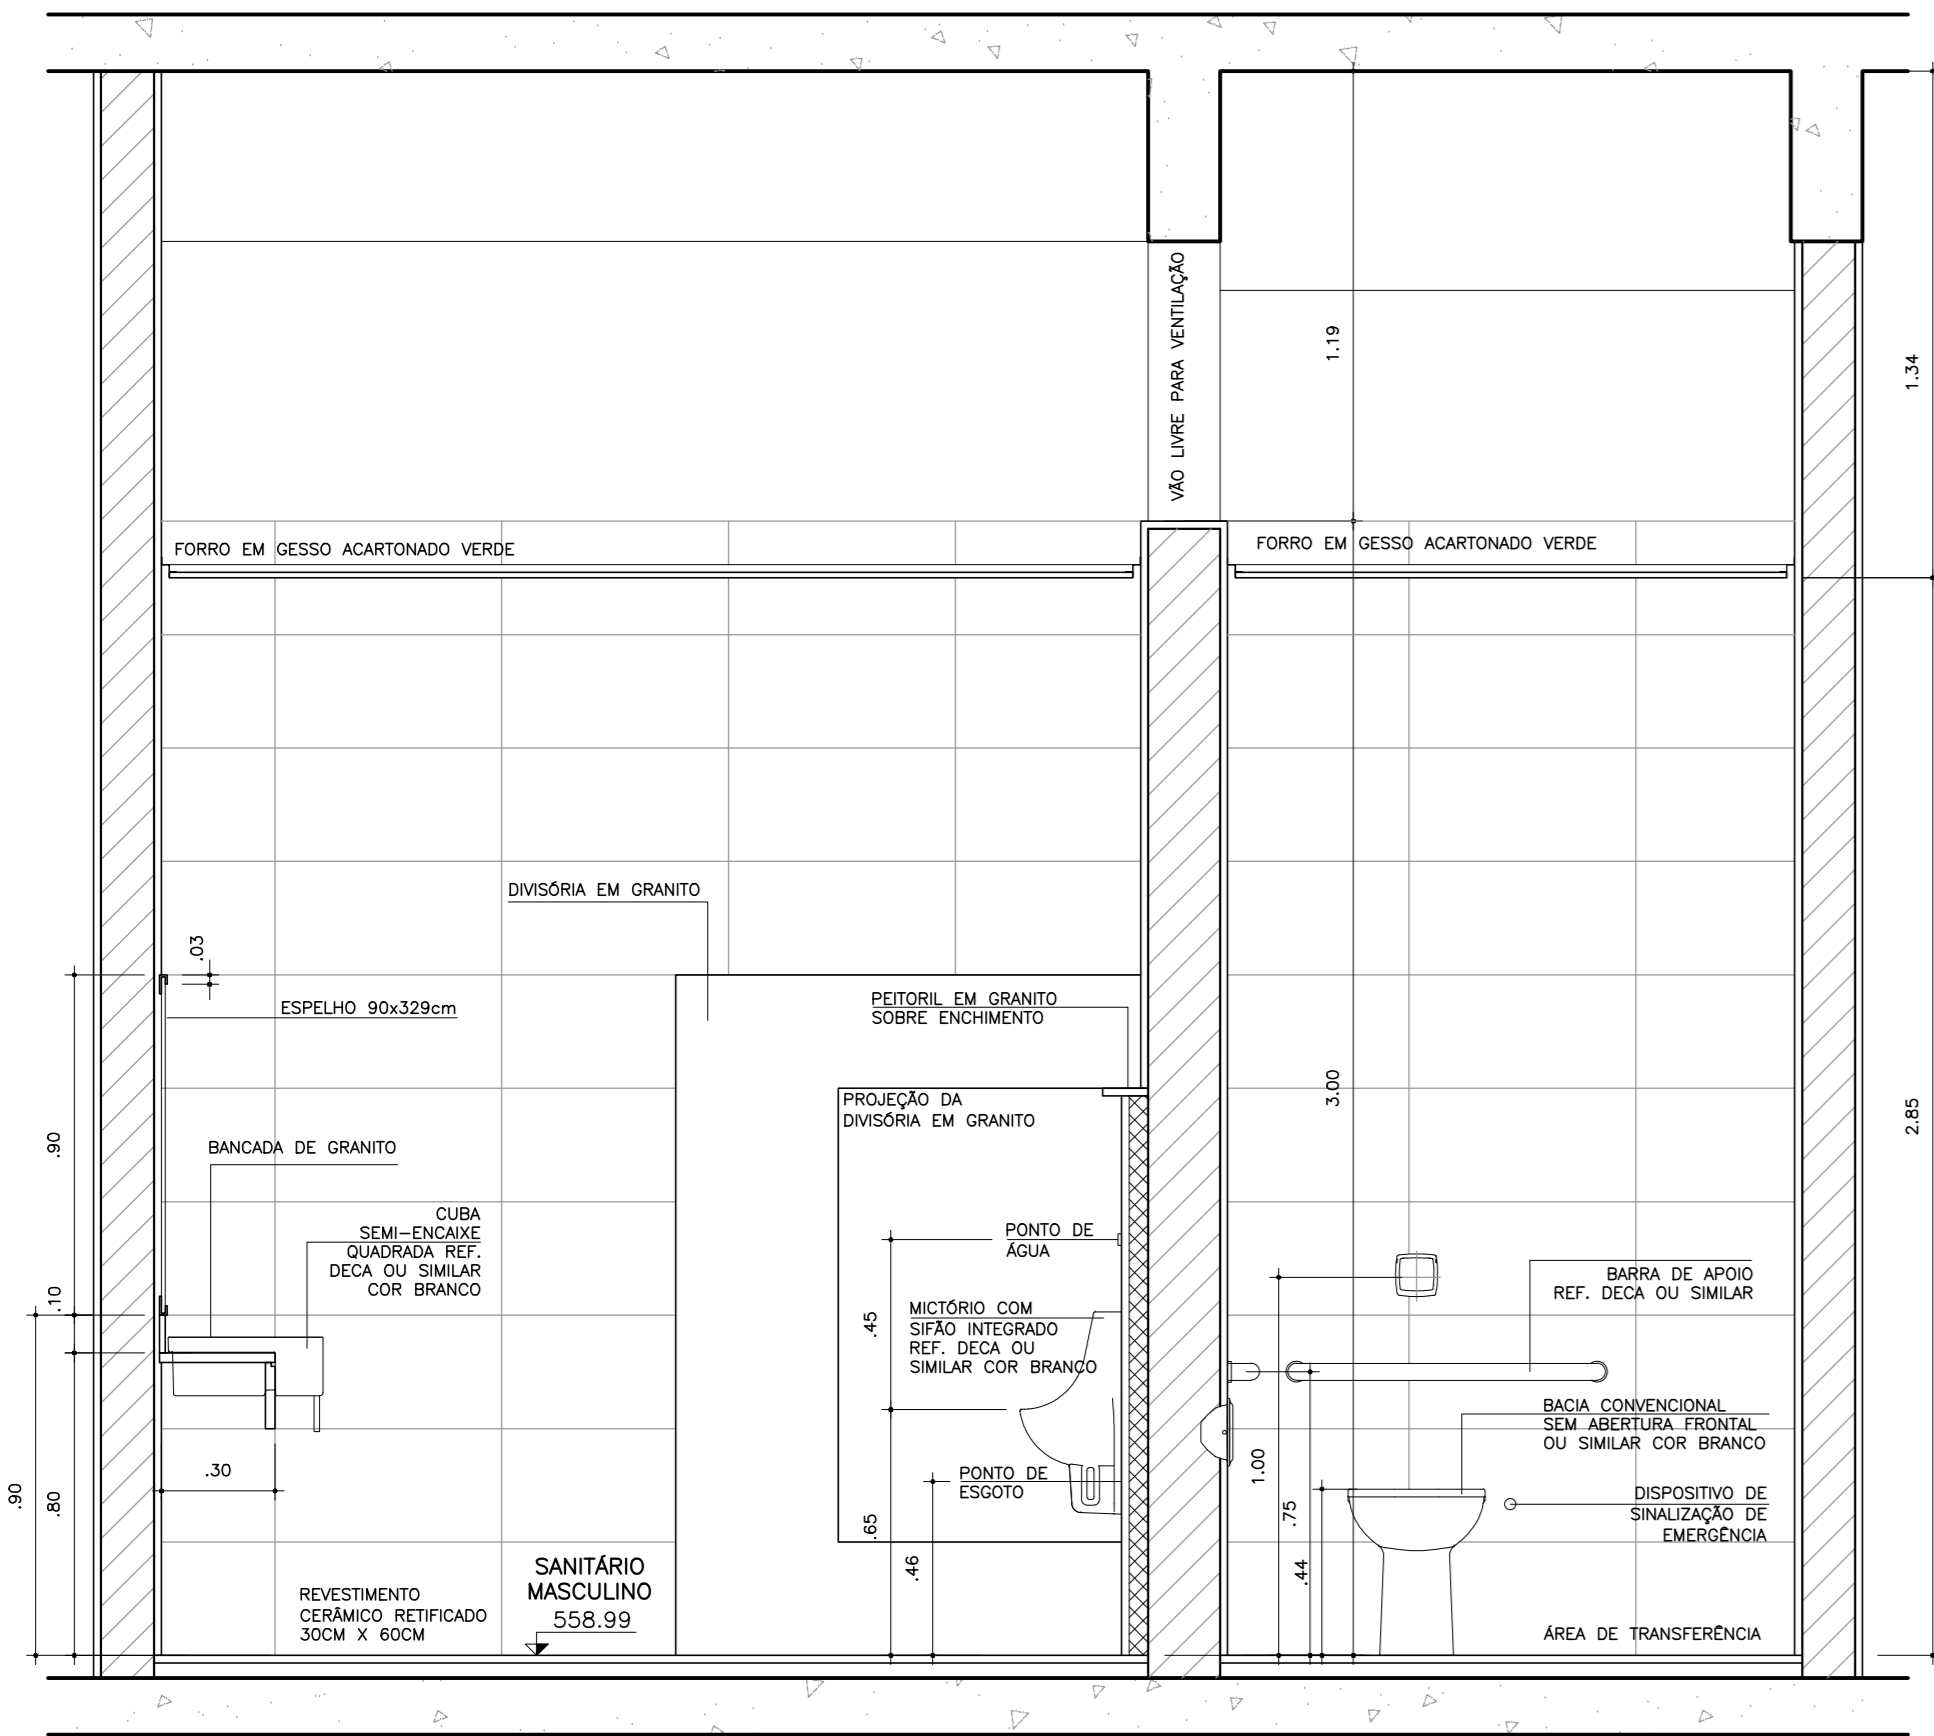 VÃO LIVRE PARA VENTILAÇÃO
1.19
1.34
FORRO EM GESSO ACARTONADO VERDE
FORRO EM GESSO ACARTONADO VERDE
DIVISÓRIA EM GRANITO
.03
ESPELHO 90x329cm
PEITORIL EM GRANITO
SOBRE ENCHIMENTO
PROJEÇÃO DA
DIVISÓRIA EM GRANITO
3.00
2.85
.90
BANCADA DE GRANITO
CUBA
SEMI-ENCAIXE
QUADRADA REF.
DECA OU SIMILAR
COR BRANCO
PONTO DE
ÁGUA
BARRA DE APOIO
REF. DECA OU SIMILAR
.10
.45
MICTÓRIO COM
SIFÃO INTEGRADO
REF. DECA OU
SIMILAR COR BRANCO
BACIA CONVENCIONAL
SEM ABERTURA FRONTAL
OU SIMILAR COR BRANCO
.30
.90
.80
PONTO DE
ESGOTO
1.00
.75
DISPOSITIVO DE
SINALIZAÇÃO DE
EMERGÊNCIA
.65
.46
.44
SANITÁRIO
MASCULINO
558.99
REVESTIMENTO
CERÂMICO RETIFICADO
30CM X 60CM
ÁREA DE TRANSFERÊNCIA